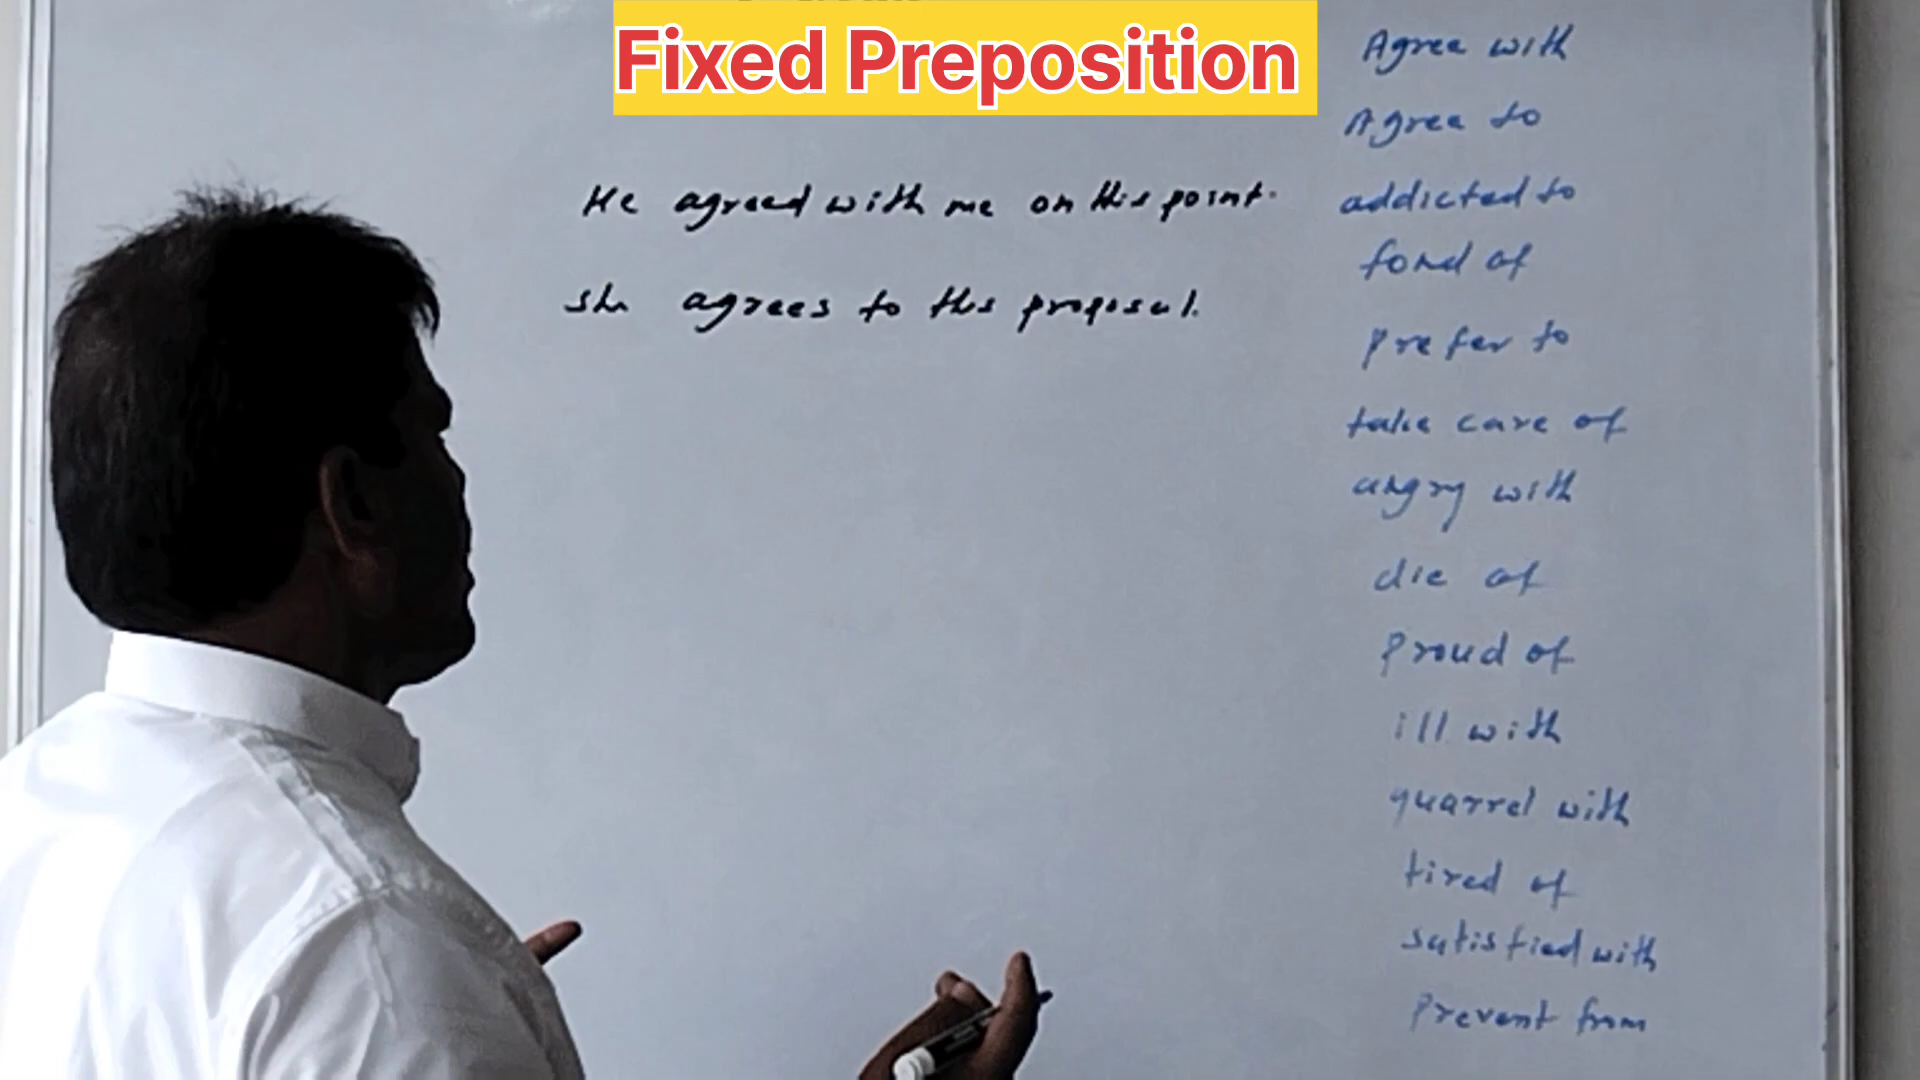 Fixed Preposition
He agreed with me on this point.
she agrees to this proposal.
Agree with
Agree to
addicted to
fond of
prefer to
take care of
angry with
die of
Proud of
ill with
quarrel with
tired of
satisfied with
Prevent from